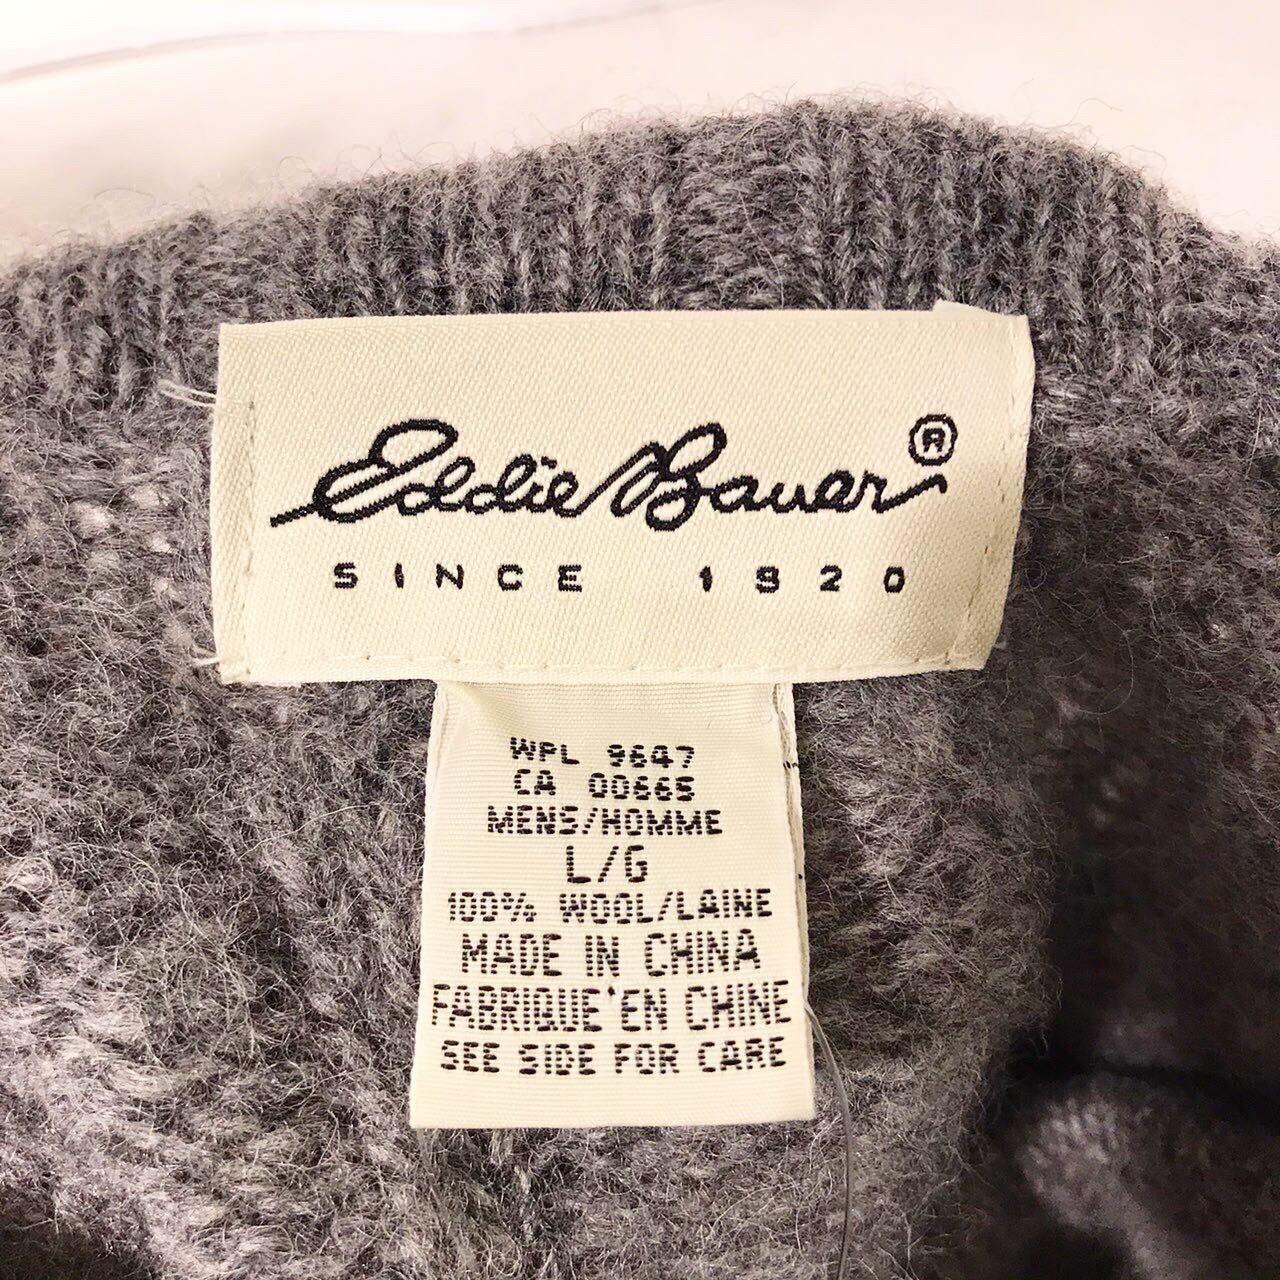 Eddie Bauer®
SINCE 1920
WPL 9647
CA 00665
MENS/HOMME
L/G
100% WOOL/LAINE
MADE IN CHINA
FABRIQUE'EN CHINE
SEE SIDE FOR CARE